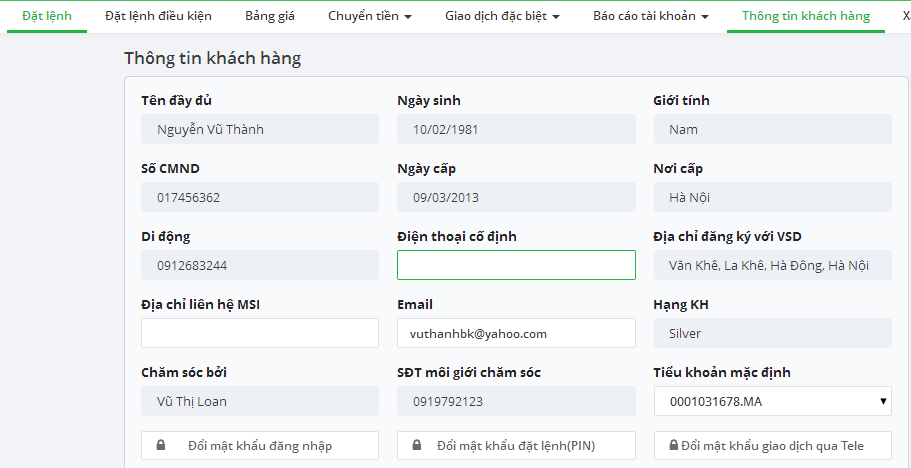 Đặt lệnh Đặt lệnh điều kiện Bảng giá Chuyển tiền Giao dịch đặc biệt Báo cáo tài khoản Thông tin khách hàng X
Thông tin khách hàng
Tên đầy đủ Ngày sinh Giới tính
Nguyễn Vũ Thành 10/02/1981 Nam
Số CMND Ngày cấp Nơi cấp
017456362 09/03/2013 Hà Nội
Di động Điện thoại cố định Địa chỉ đăng ký với VSD
0912683244 Văn Khê, La Khê, Hà Đông, Hà Nội
Địa chỉ liên hệ MSI Email Hạng KH
vuthanhbk@yahoo.com Silver
Chăm sóc bởi SĐT môi giới chăm sóc Tiểu khoản mặc định
Vũ Thị Loan 0919792123 0001031678.MA
Đổi mật khẩu đăng nhập Đổi mật khẩu đặt lệnh(PIN) Đổi mật khẩu giao dịch qua Tele